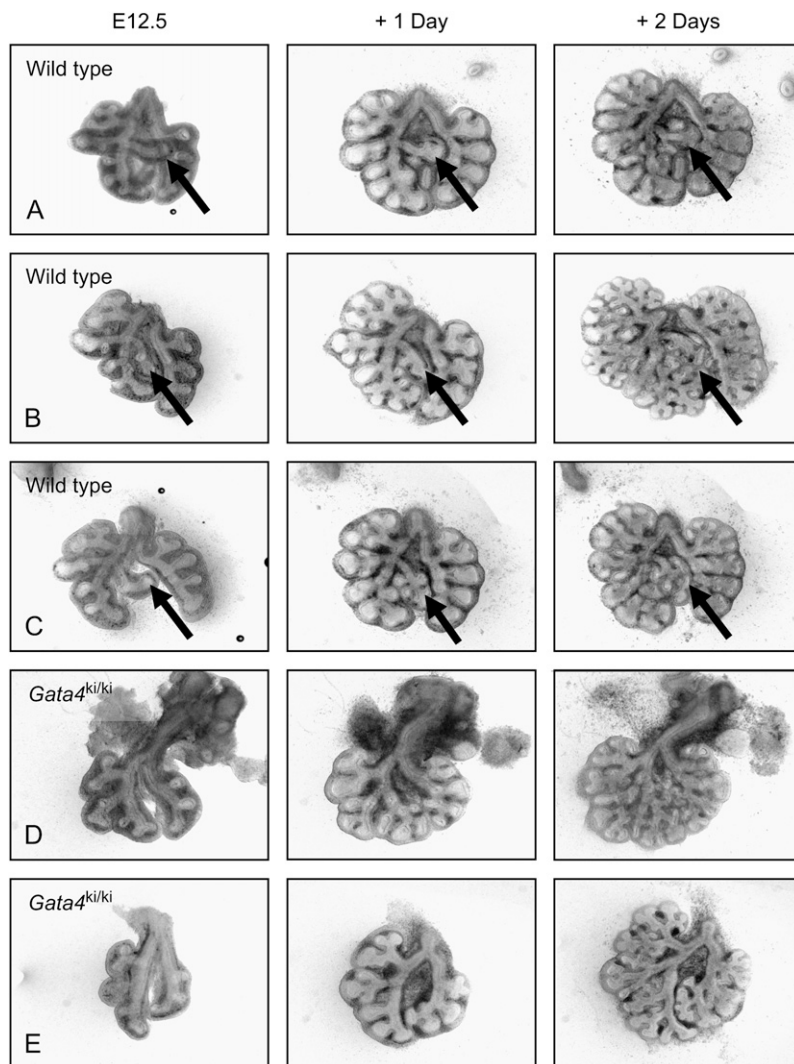 E12.5 + 1 Day + 2 Days
Wild type
A
Wild type
B
Wild type
C
Gata4ki/ki
D
Gata4ki/ki
E